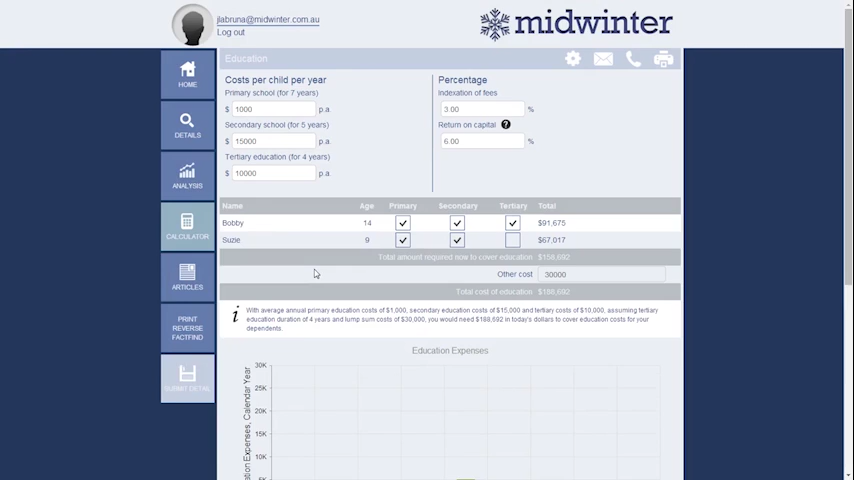 jlabruna@midwinter.com.au
Log out
midwinter
HOME
DETAILS
ANALYSIS
CALCULATOR
ARTICLES
PRINT
REVERSE
FACTFIND
SUBMIT DETAIL
Education
Costs per child per year
Primary school (for 7 years)
$ 1000 p.a.
Secondary school (for 5 years)
$ 15000 p.a.
Tertiary education (for 4 years)
$ 10000 p.a.
Percentage
Indexation of fees
3.00 %
Return on capital ?
6.00 %
Name Age Primary Secondary Tertiary Total
Bobby 14 $91,675
Suzie 9 $67,017
Total amount required now to cover education $158,692
Other cost 30000
Total cost of education $188,692
i With average annual primary education costs of $1,000, secondary education costs of $15,000 and tertiary costs of $10,000, assuming tertiary
education duration of 4 years and lump sum costs of $30,000, you would need $188,692 in today's dollars to cover education costs for your
dependents.
Education Expenses
30K
25K
20K
15K
10K
5K
Expenses, Calendar Year